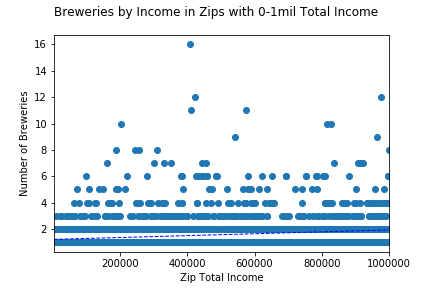 Breweries by Income in Zips with 0-1mil Total Income
16
14
12
10
8
6
4
2
Number of Breweries
200000 400000 600000 800000 1000000
Zip Total Income